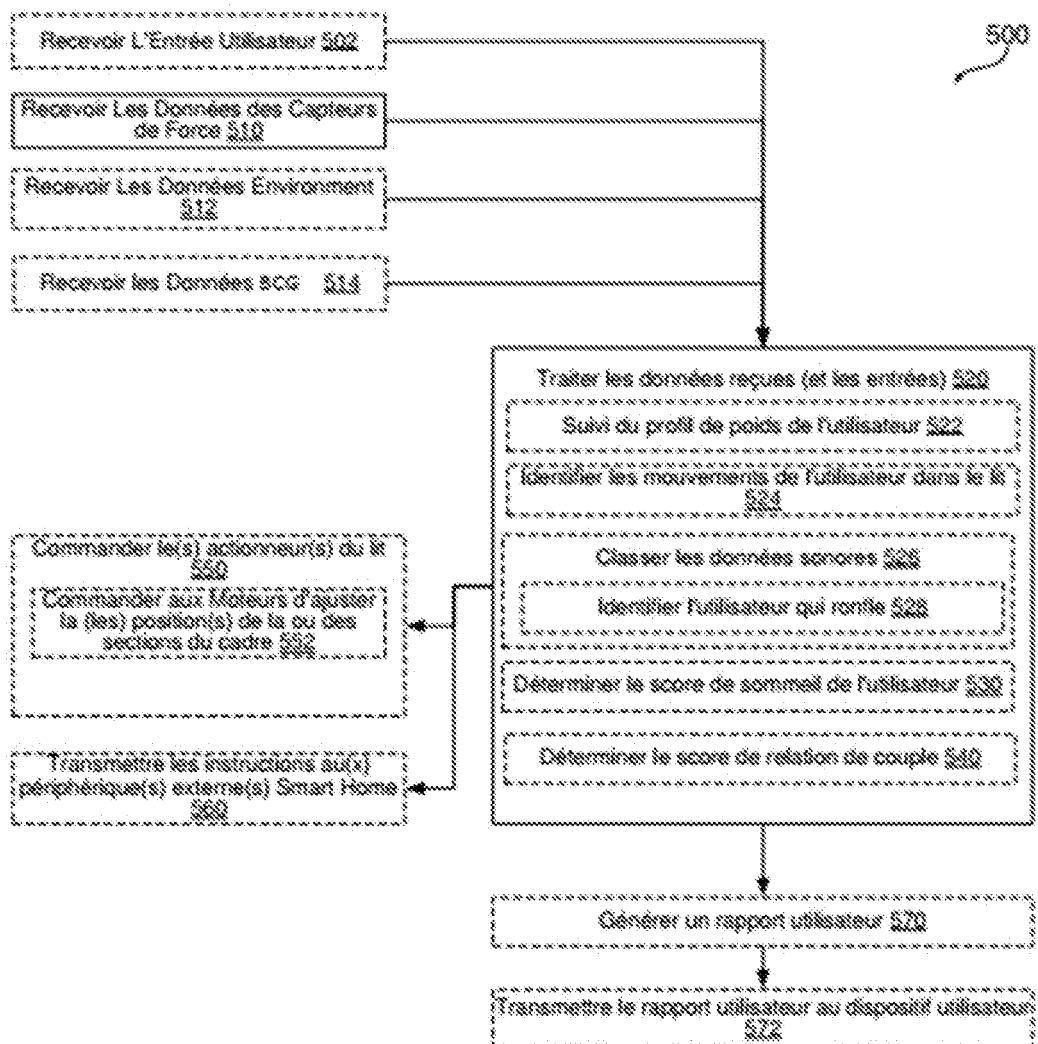 500
Recevoir L'Entrée Utilisateur 502
Recevoir Les Données des Capteurs
de Force 510
Recevoir Les Données Environment
512
Recevoir les Données BCG 514
Traiter les données reçues (et les entrées) 520
Suivi du profil de poids de l'utilisateur 522
Identifier les mouvements de l'utilisateur dans le lit
524
Classer les données sonores 526
Identifier l'utilisateur qui ronfle 528
Déterminer le score de sommeil de l'utilisateur 530
Déterminer le score de relation de couple 540
Commander le(s) actionneur(s) du lit
550
Commander aux Moteurs d'ajuster
la (les) position(s) de la ou des
sections du cadre 552
Transmettre les instructions au(x)
périphérique(s) externe(s) Smart Home
560
Générer un rapport utilisateur 570
Transmettre le rapport utilisateur au dispositif utilisateur
572